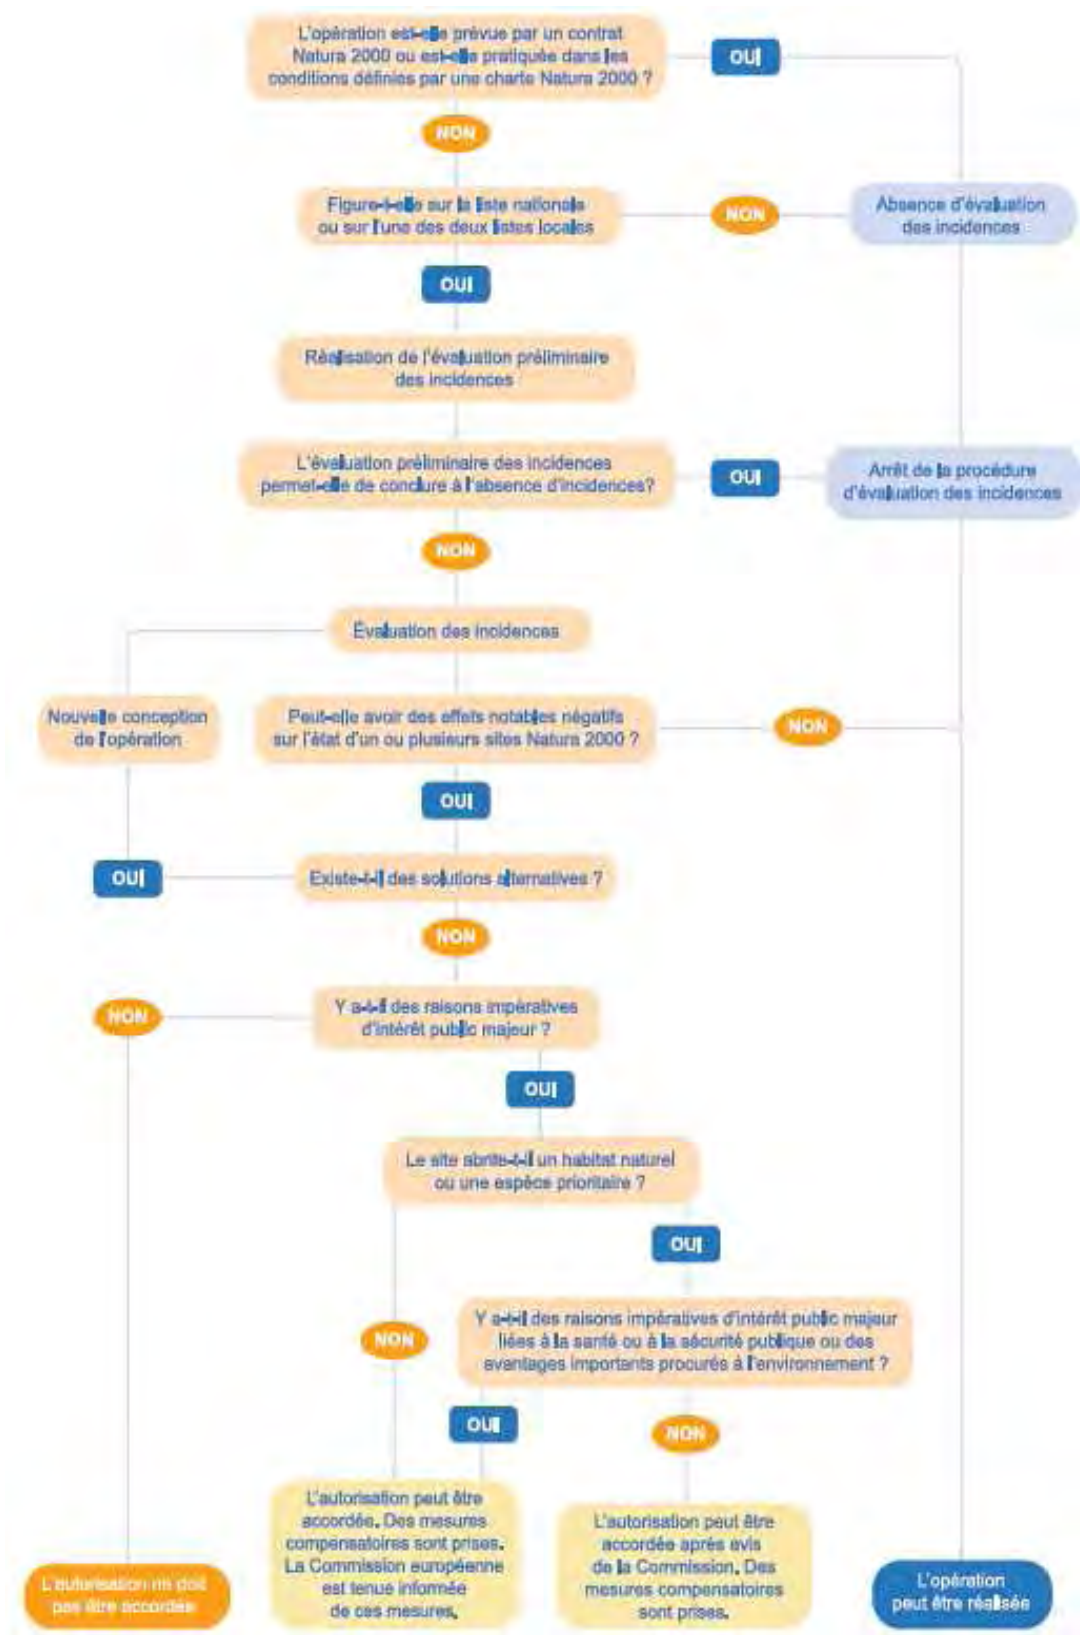 L'opération est-elle prévue par un contrat
Natura 2000 ou est-elle pratiquée dans les
conditions définies par une charte Natura 2000 ?
OUI
NON
Figure-t-elle sur la liste nationale
ou sur l'une des deux listes locales
NON
Absence d'évaluation
des incidences
OUI
Réalisation de l'évaluation préliminaire
des incidences
L'évaluation préliminaire des incidences
permet-elle de conclure à l'absence d'incidences?
OUI
Arrêt de la procédure
d'évaluation des incidences
NON
Évaluation des incidences
Nouvelle conception
de l'opération
Peut-elle avoir des effets notables négatifs
sur l'état d'un ou plusieurs sites Natura 2000 ?
NON
OUI
OUI
Existe-t-il des solutions alternatives ?
NON
NON
Y a-t-il des raisons impératives
d'intérêt public majeur ?
OUI
Le site abrite-t-il un habitat naturel
ou une espèce prioritaire ?
OUI
NON
Y a-t-il des raisons impératives d'intérêt public majeur
liées à la santé ou à la sécurité publique ou des
avantages importants procurés à l'environnement ?
OUI
NON
L'autorisation peut être
accordée. Des mesures
compensatoires sont prises.
La Commission européenne
est tenue informée
de ces mesures.
L'autorisation peut être
accordée après avis
de la Commission. Des
mesures compensatoires
sont prises.
L'autorisation ne doit
pas être accordée
L'opération
peut être réalisée